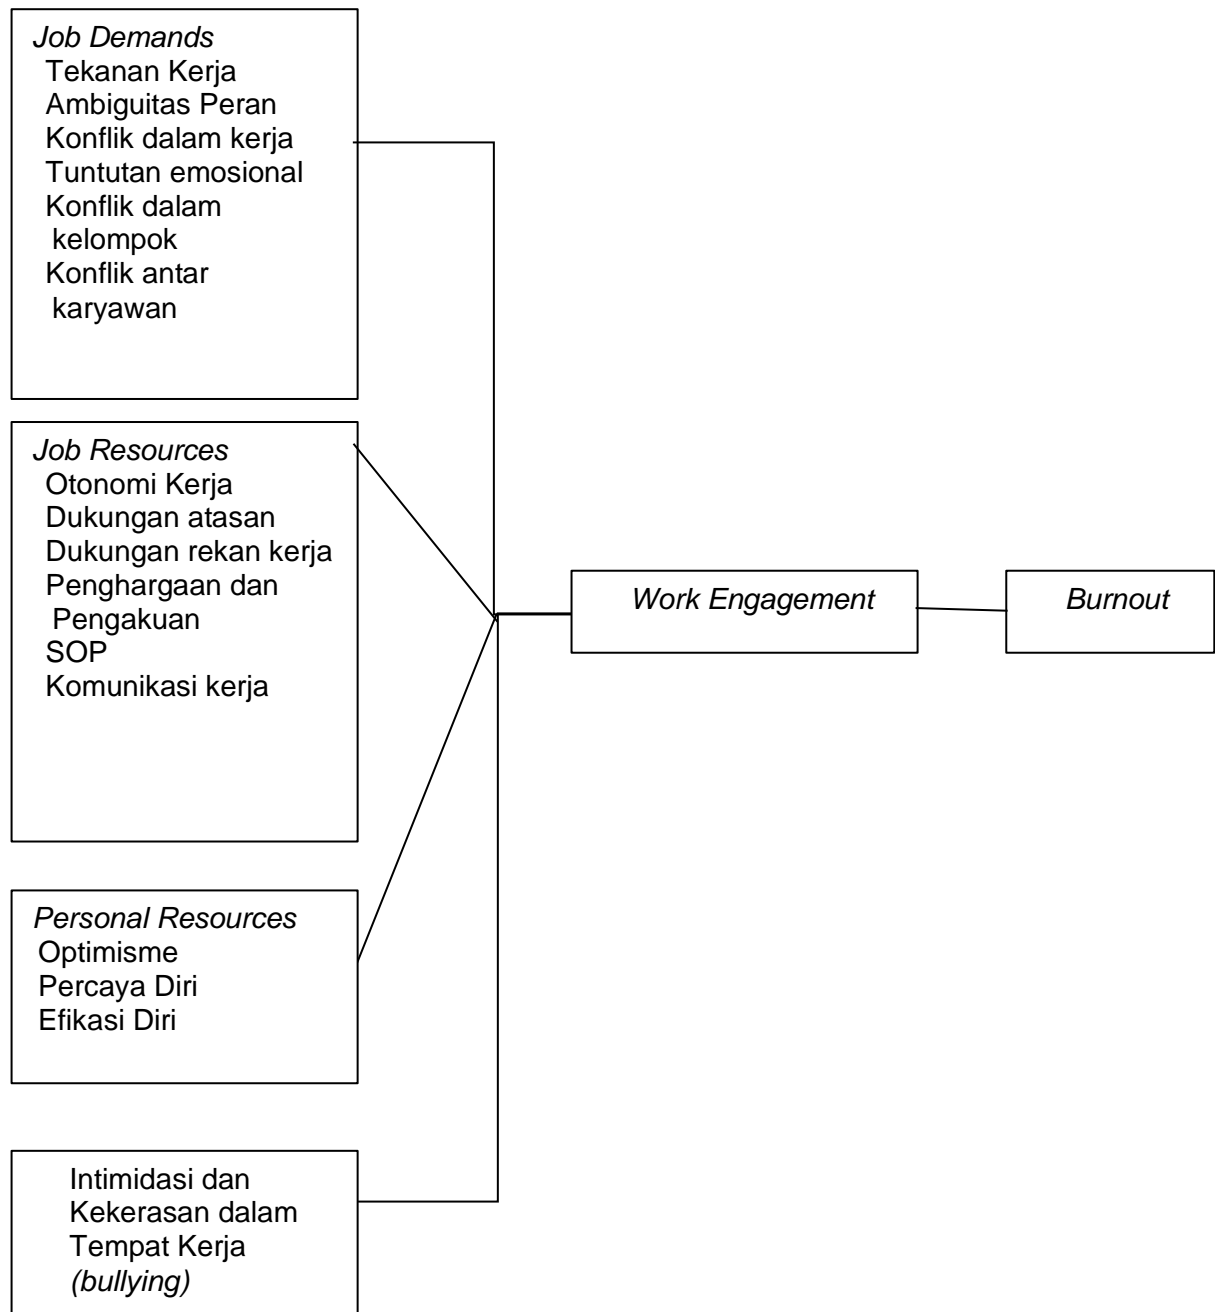 Job Demands
Tekanan Kerja
Ambiguitas Peran
Konflik dalam kerja
Tuntutan emosional
Konflik dalam
kelompok
Konflik antar
karyawan
Job Resources
Otonomi Kerja
Dukungan atasan
Dukungan rekan kerja
Penghargaan dan
Pengakuan
SOP
Komunikasi kerja
Personal Resources
Optimisme
Percaya Diri
Efikasi Diri
Intimidasi dan
Kekerasan dalam
Tempat Kerja
(bullying)
Work Engagement
Burnout